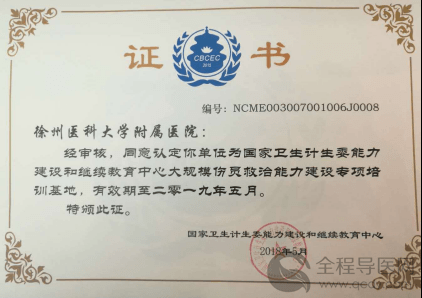 证 书
CBCEC
编号：NCME003007001006J0008
徐州医科大学附属医院：
经审核，同意认定你单位为国家卫生计生委能力
建设和继续教育中心大规模伤员救治能力建设专项培
训基地，有效期至二零一九年五月。
特颁此证。
国家卫生计生委能力建设和继续教育中心
2018年5月
全程导医网